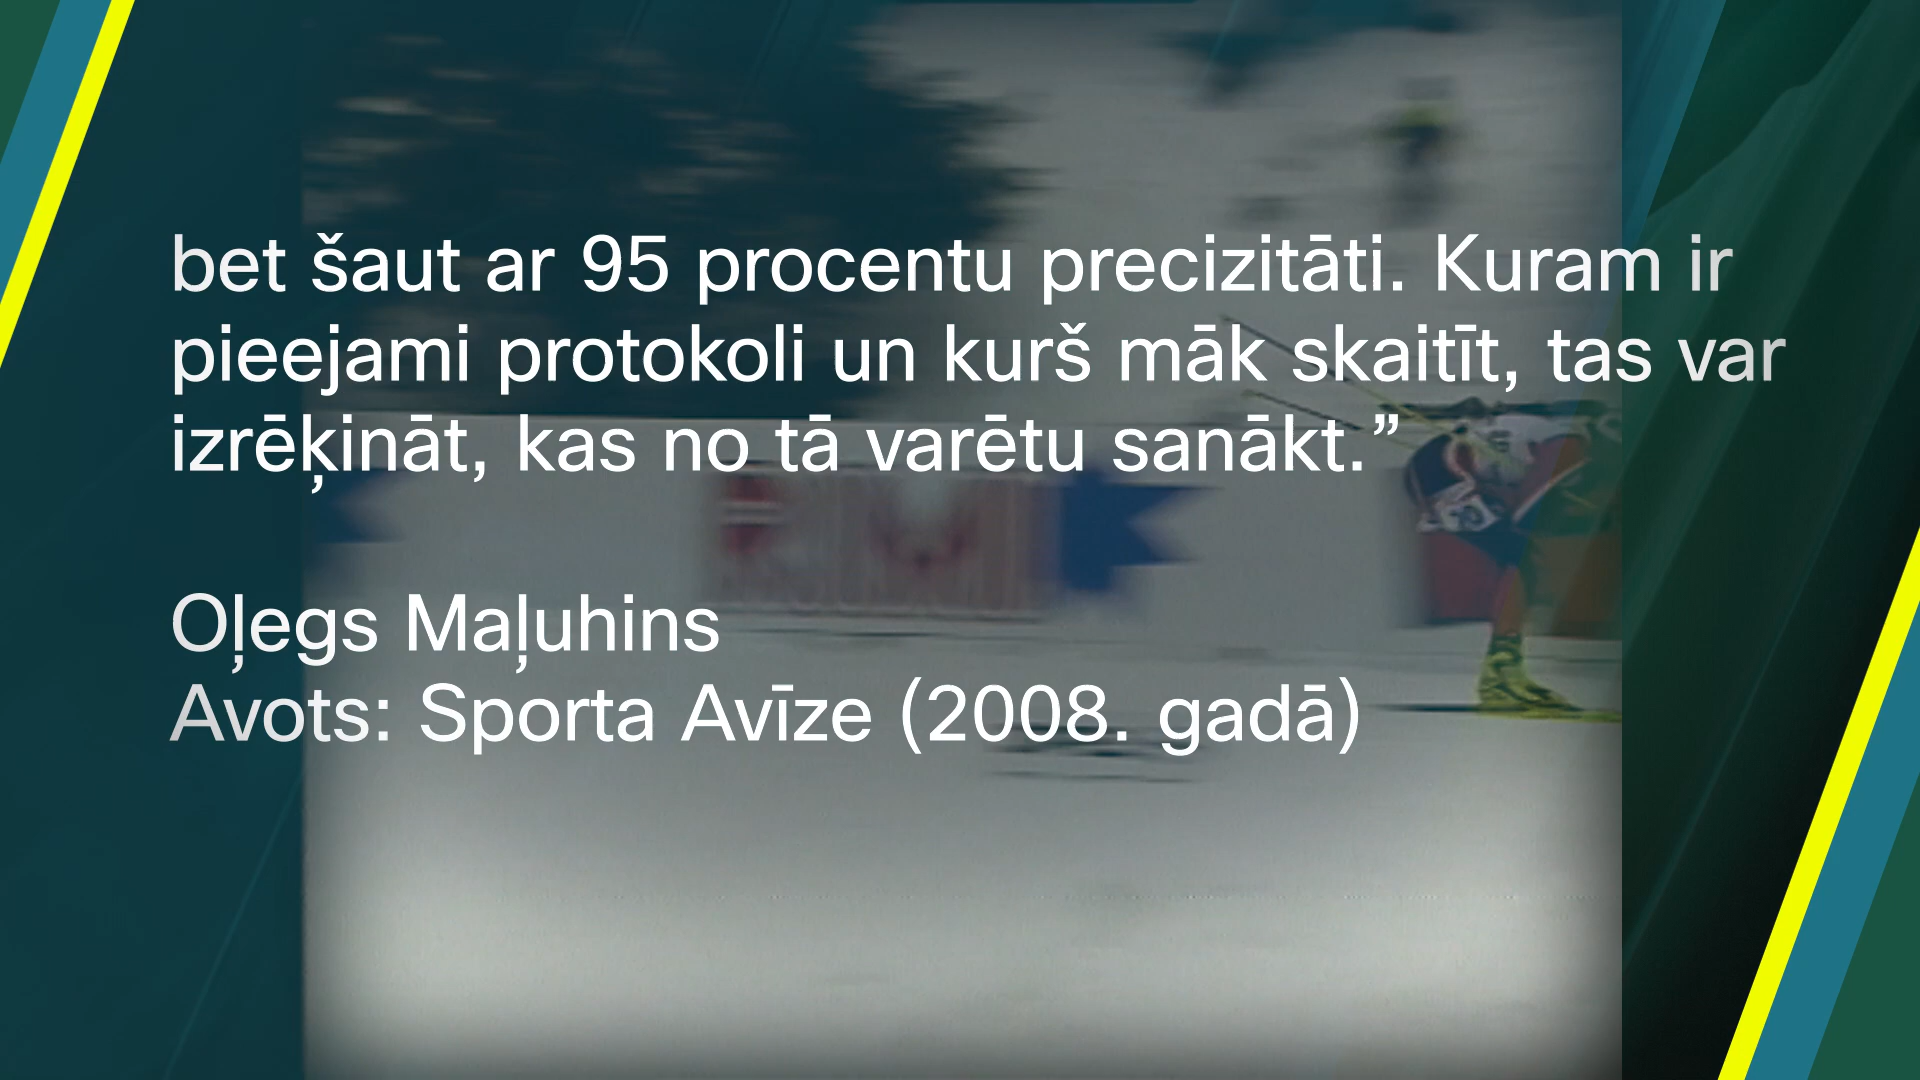 bet šaut ar 95 procentu precizitāti. Kuram ir
pieejami protokoli un kurš māk skaitīt, tas var
izrēķināt, kas no tā varētu sanākt.”
Oļegs Maļuhins
Avots: Sporta Avīze (2008. gadā)